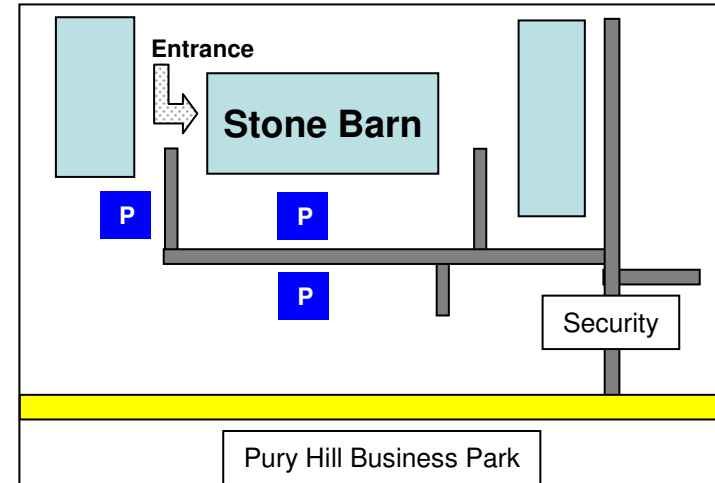 Entrance
Stone Barn
P
P
P
Security
Pury Hill Business Park